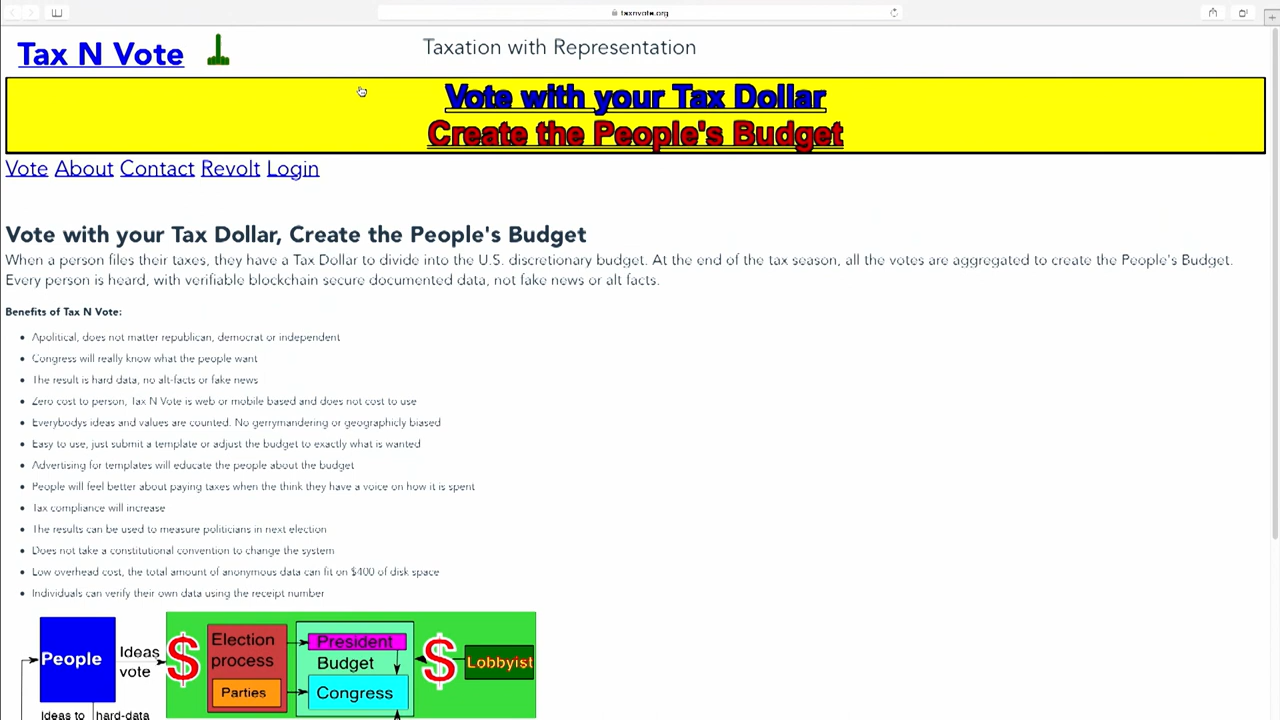 taxnvote.org
Tax N Vote
Taxation with Representation
Vote with your Tax Dollar
Create the People's Budget
Vote About Contact Revolt Login
Vote with your Tax Dollar, Create the People's Budget
When a person files their taxes, they have a Tax Dollar to divide into the U.S. discretionary budget. At the end of the tax season, all the votes are aggregated to create the People's Budget.
Every person is heard, with verifiable blockchain secure documented data, not fake news or alt facts.
Benefits of Tax N Vote:
Apolitical, does not matter republican, democrat or independent
Congress will really know what the people want
The result is hard data, no alt-facts or fake news
Zero cost to person, Tax N Vote is web or mobile based and does not cost to use
Everybodys ideas and values are counted. No gerrymandering or geographicly biased
Easy to use, just submit a template or adjust the budget to exactly what is wanted
Advertising for templates will educate the people about the budget
People will feel better about paying taxes when the think they have a voice on how it is spent
Tax compliance will increase
The results can be used to measure politicians in next election
Does not take a constitutional convention to change the system
Low overhead cost, the total amount of anonymous data can fit on $400 of disk space
Individuals can verify their own data using the receipt number
People
Ideas
vote
$
Election
process
Parties
President
Budget
Congress
$
Lobbyist
Ideas to
hard-data